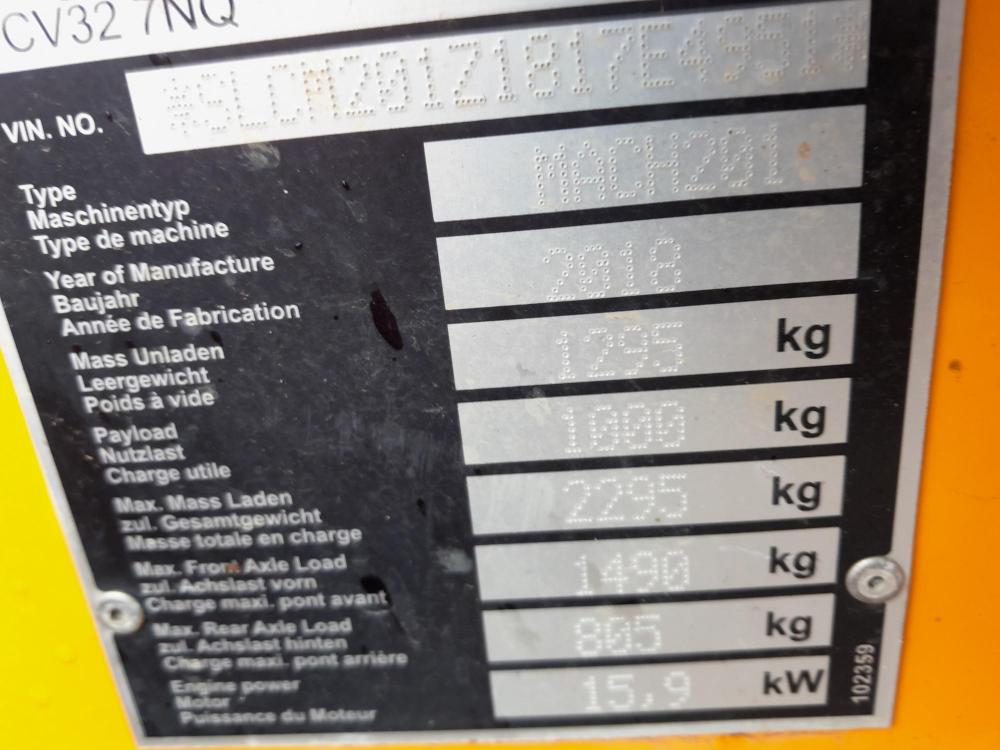 CV32 7NQ
VIN. NO. *SLCMZ01Z1817E4951*
Type
Maschinentyp
Type de machine
MACH201
Year of Manufacture
Baujahr
Année de Fabrication
2018
Mass Unladen
Leergewicht
Poids à vide
1295 kg
Payload
Nutzlast
Charge utile
1000 kg
Max. Mass Laden
zul. Gesamtgewicht
Masse totale en charge
2295 kg
Max. Front Axle Load
zul. Achslast vorn
Charge maxi. pont avant
1490 kg
Max. Rear Axle Load
zul. Achslast hinten
Charge maxi. pont arrière
805 kg
Engine power
Motor
Puissance du Moteur
15.9 kW
102359